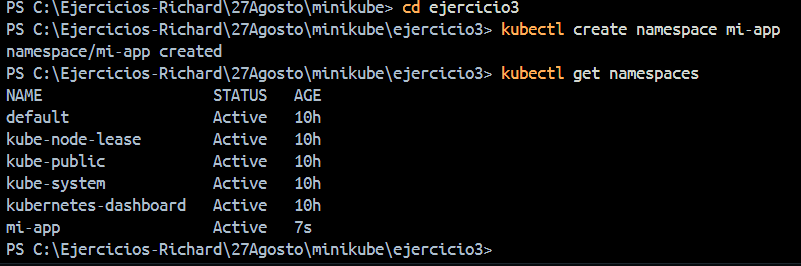 PS C:\Ejercicios-Richard\27Agosto\minikube> cd ejercicio3
PS C:\Ejercicios-Richard\27Agosto\minikube\ejercicio3> kubectl create namespace mi-app
namespace/mi-app created
PS C:\Ejercicios-Richard\27Agosto\minikube\ejercicio3> kubectl get namespaces
NAME                   STATUS   AGE
default                Active   10h
kube-node-lease        Active   10h
kube-public            Active   10h
kube-system            Active   10h
kubernetes-dashboard   Active   10h
mi-app                 Active   7s
PS C:\Ejercicios-Richard\27Agosto\minikube\ejercicio3>